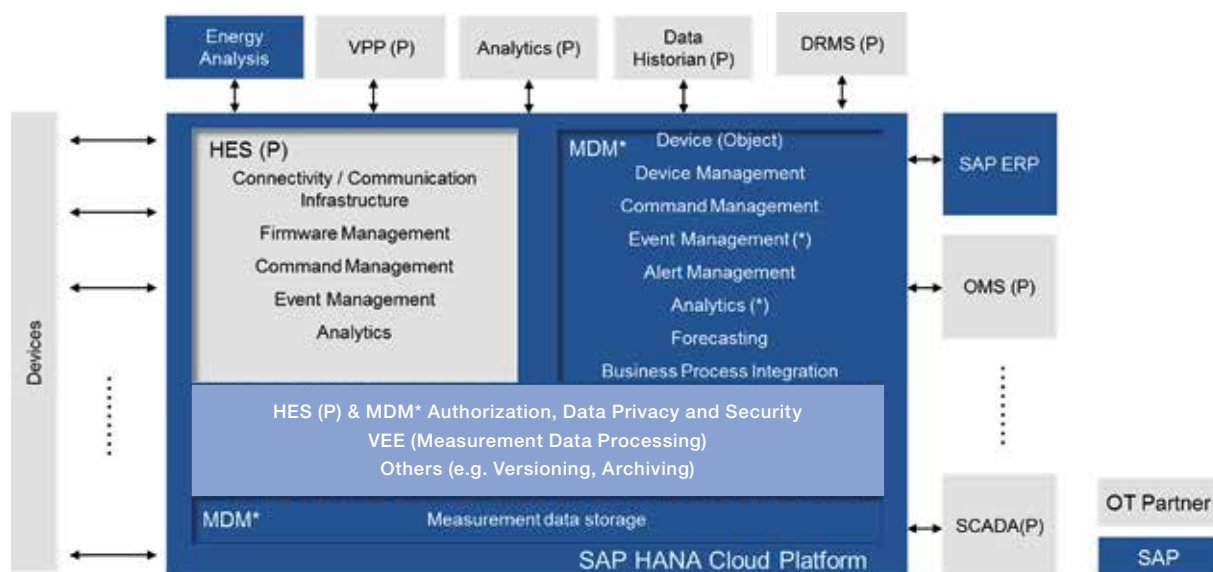 Energy
Analysis
VPP (P)
Analytics (P)
Data
Historian (P)
DRMS (P)
Devices
HES (P)
Connectivity / Communication
Infrastructure
Firmware Management
Command Management
Event Management
Analytics
MDM*
Device (Object)
Device Management
Command Management
Event Management (*)
Alert Management
Analytics (*)
Forecasting
Business Process Integration
HES (P) & MDM* Authorization, Data Privacy and Security
VEE (Measurement Data Processing)
Others (e.g. Versioning, Archiving)
MDM*
Measurement data storage
SAP HANA Cloud Platform
SAP ERP
OMS (P)
SCADA(P)
OT Partner
SAP